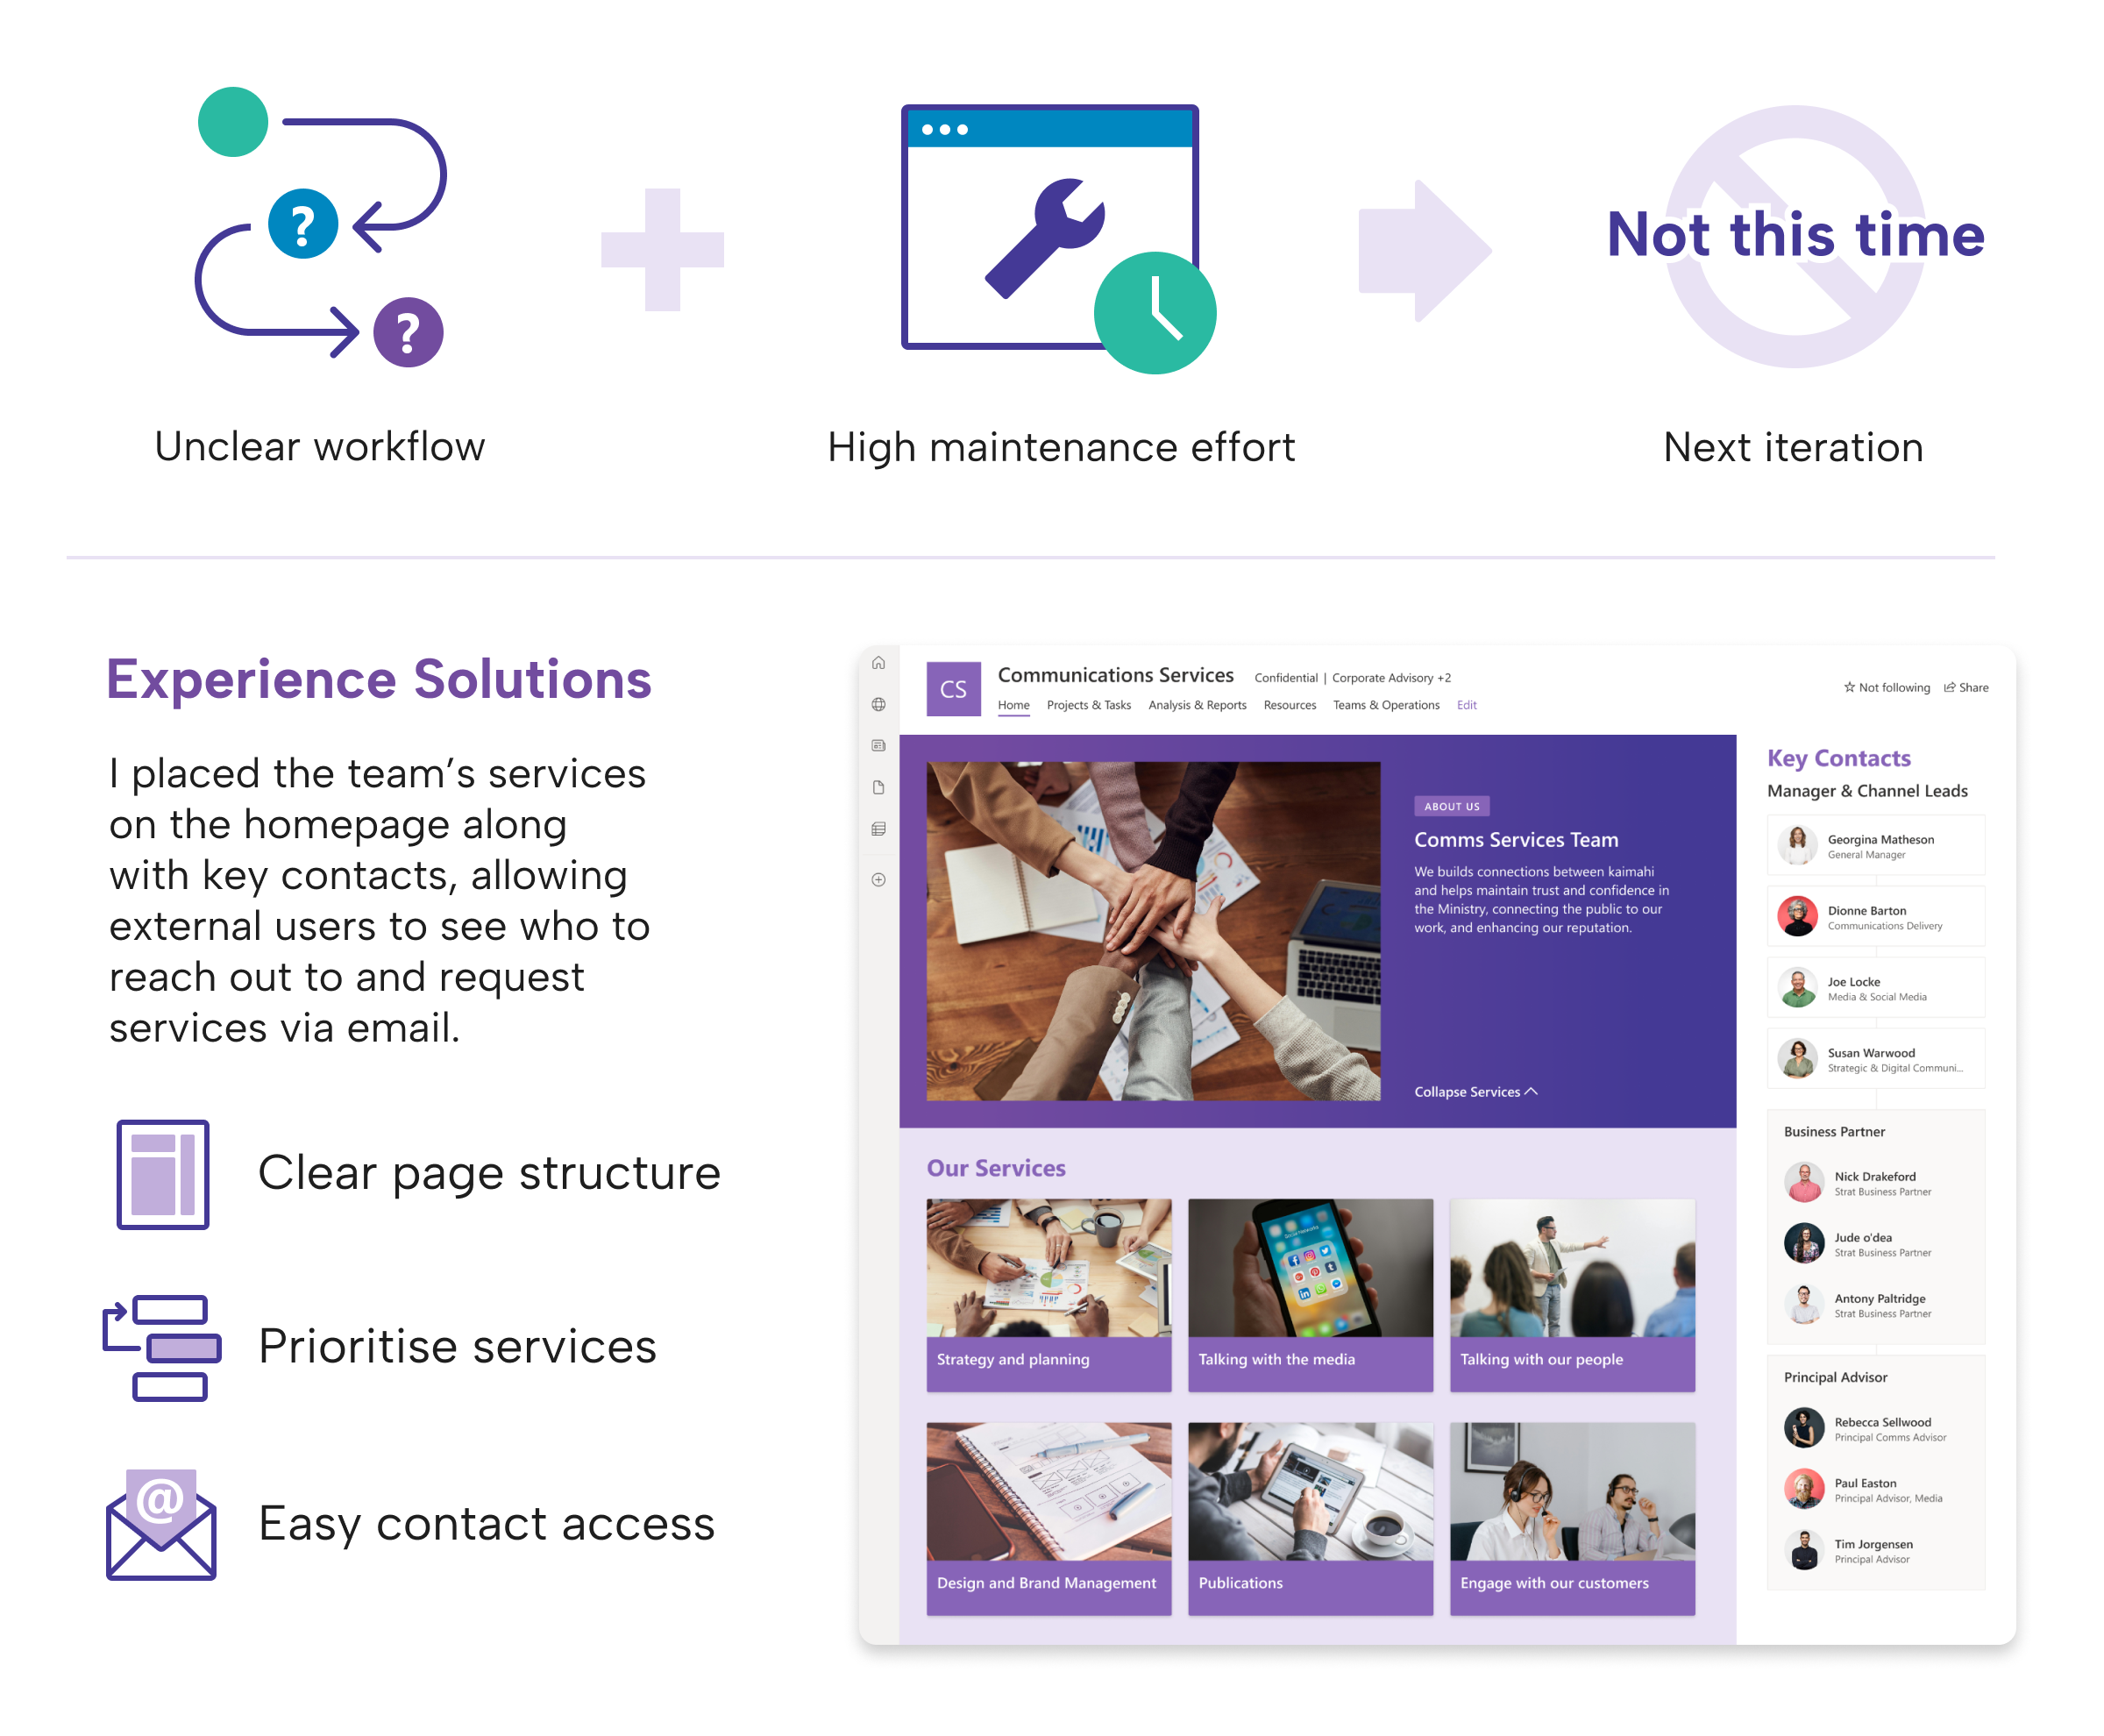 ?
?
Not this time
Unclear workflow
High maintenance effort
Next iteration
Experience Solutions
I placed the team’s services
on the homepage along
with key contacts, allowing
external users to see who to
reach out to and request
services via email.
Clear page structure
Prioritise services
@
Easy contact access
CS
Communications Services
Confidential | Corporate Advisory +2
Home
Projects & Tasks
Analysis & Reports
Resources
Teams & Operations
Edit
Not following
Share
ABOUT US
Comms Services Team
We builds connections between kaimahi
and helps maintain trust and confidence in
the Ministry, connecting the public to our
work, and enhancing our reputation.
Collapse Services
Our Services
Strategy and planning
Talking with the media
Talking with our people
Design and Brand Management
Publications
Engage with our customers
Key Contacts
Manager & Channel Leads
Georgina Matheson
General Manager
Dionne Barton
Communications Delivery
Joe Locke
Media & Social Media
Susan Warwood
Strategic & Digital Communi...
Business Partner
Nick Drakeford
Strat Business Partner
Jude o'dea
Strat Business Partner
Antony Paltridge
Strat Business Partner
Principal Advisor
Rebecca Sellwood
Principal Comms Advisor
Paul Easton
Principal Advisor, Media
Tim Jorgensen
Principal Advisor